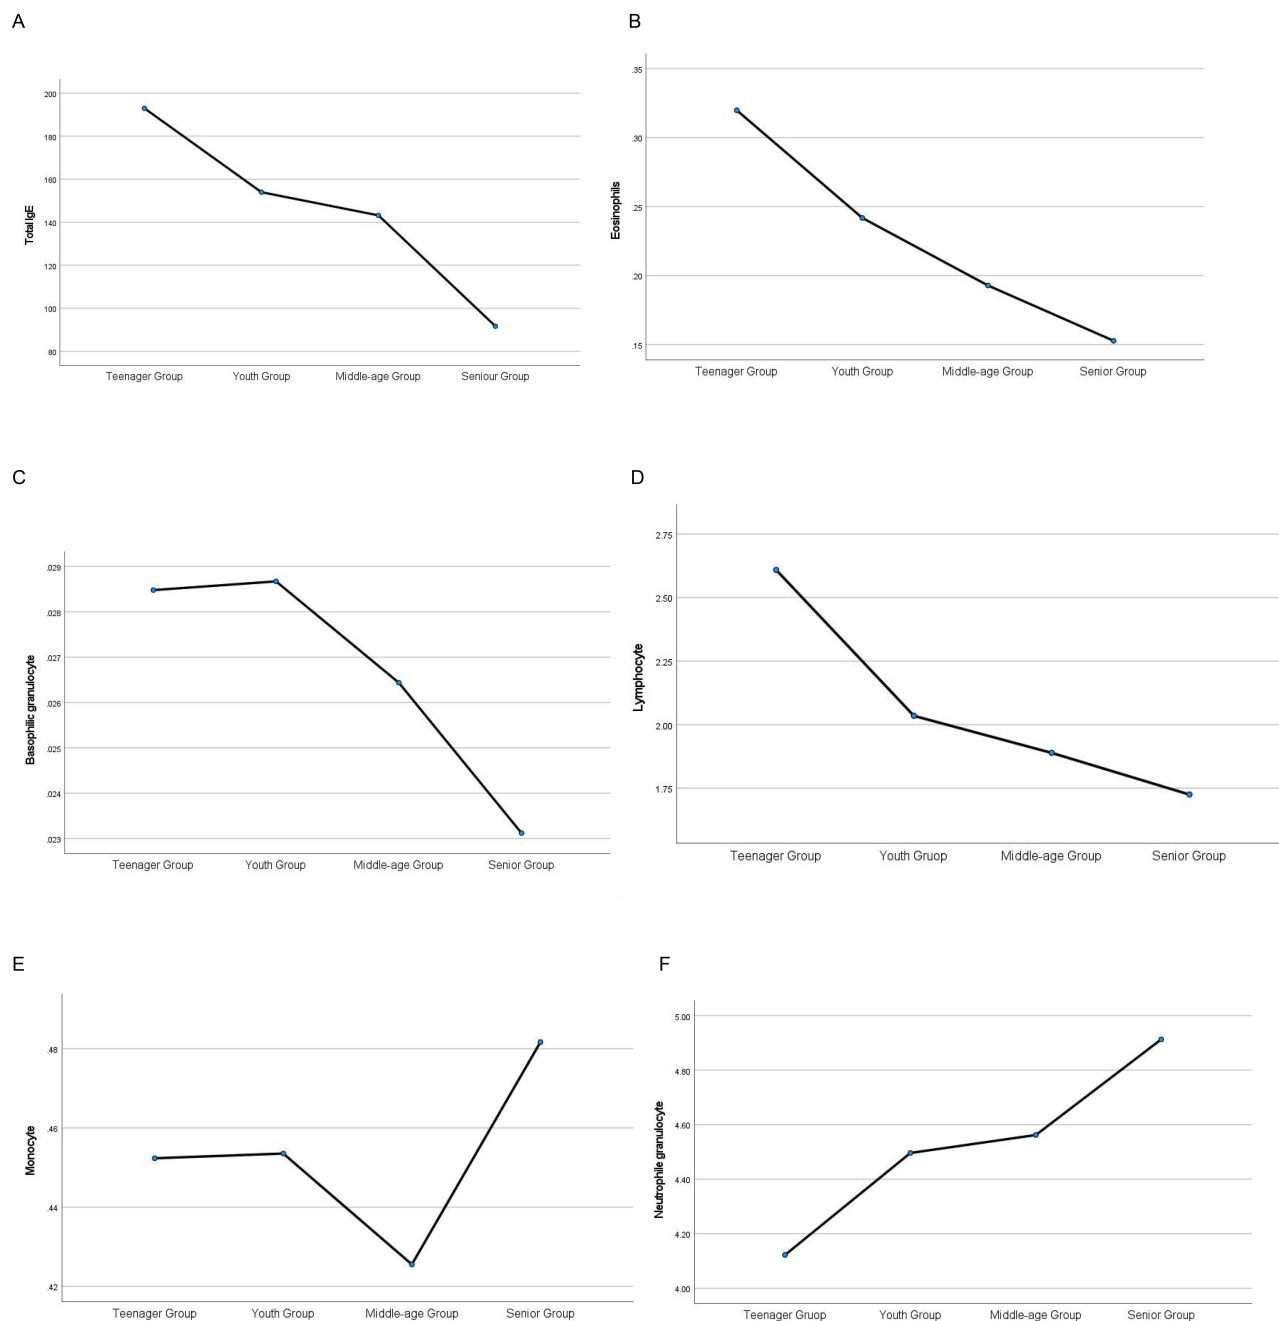 A
Total IgE
200
180
160
140
120
100
80
Teenager Group Youth Group Middle-age Group Seniour Group
B
Eosinophils
.35
.30
.25
.20
.15
Teenager Group Youth Group Middle-age Group Senior Group
C
Basophilic granulocyte
.029
.028
.027
.026
.025
.024
.023
Teenager Group Youth Group Middle-age Group Senior Group
D
Lymphocyte
2.75
2.50
2.25
2.00
1.75
Teenager Group Youth Gruop Middle-age Group Senior Group
E
Monocyte
.48
.46
.44
.42
Teenager Group Youth Group Middle-age Group Senior Group
F
Neutrophile granulocyte
5.00
4.80
4.60
4.40
4.20
4.00
Teenager Gruop Youth Group Middle-age Group Senior Group